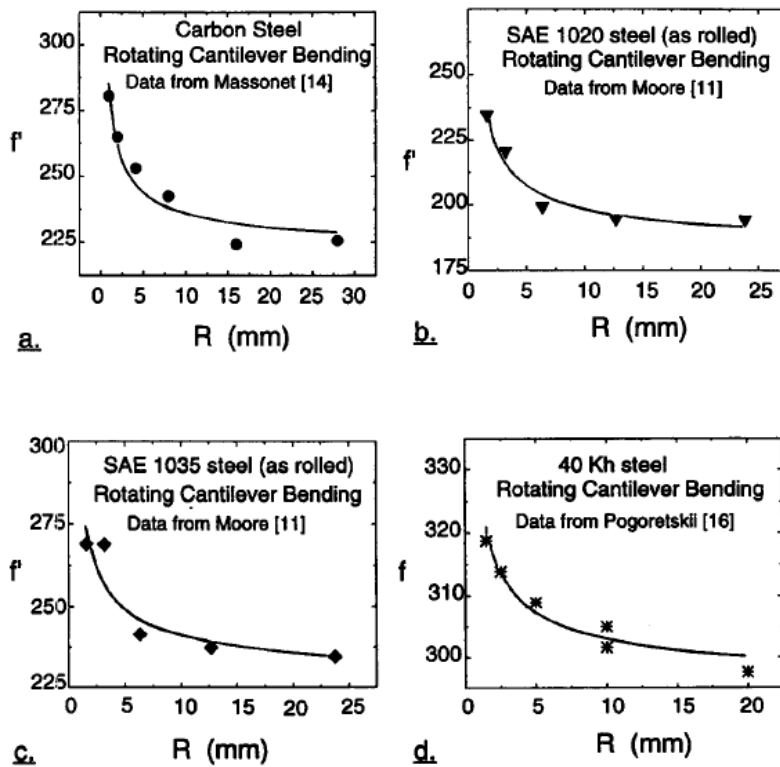 Carbon Steel
Rotating Cantilever Bending
Data from Massonet [14]
300
275
250
225
f'
0 5 10 15 20 25 30
R (mm)
a.
SAE 1020 steel (as rolled)
Rotating Cantilever Bending
Data from Moore [11]
250
225
200
175
f'
0 5 10 15 20 25
R (mm)
b.
SAE 1035 steel (as rolled)
Rotating Cantilever Bending
Data from Moore [11]
300
275
250
225
f'
0 5 10 15 20 25
R (mm)
c.
40 Kh steel
Rotating Cantilever Bending
Data from Pogoretskii [16]
330
320
310
300
f
0 5 10 15 20
R (mm)
d.